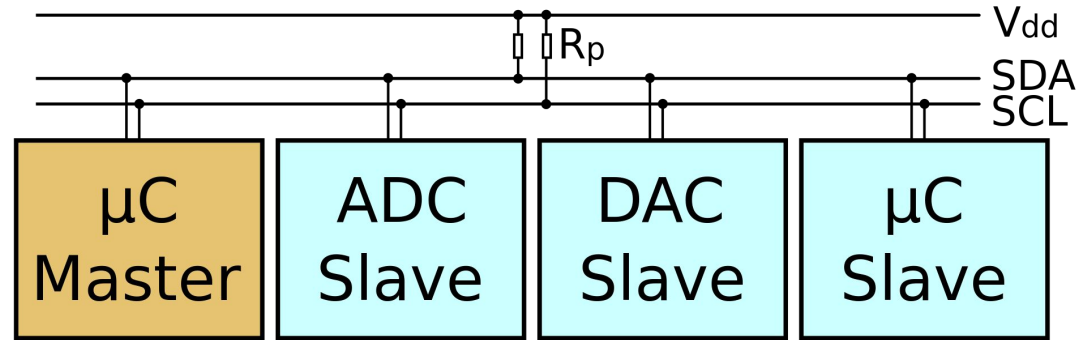 Vdd
Rp
SDA
SCL
µC
Master
ADC
Slave
DAC
Slave
µC
Slave